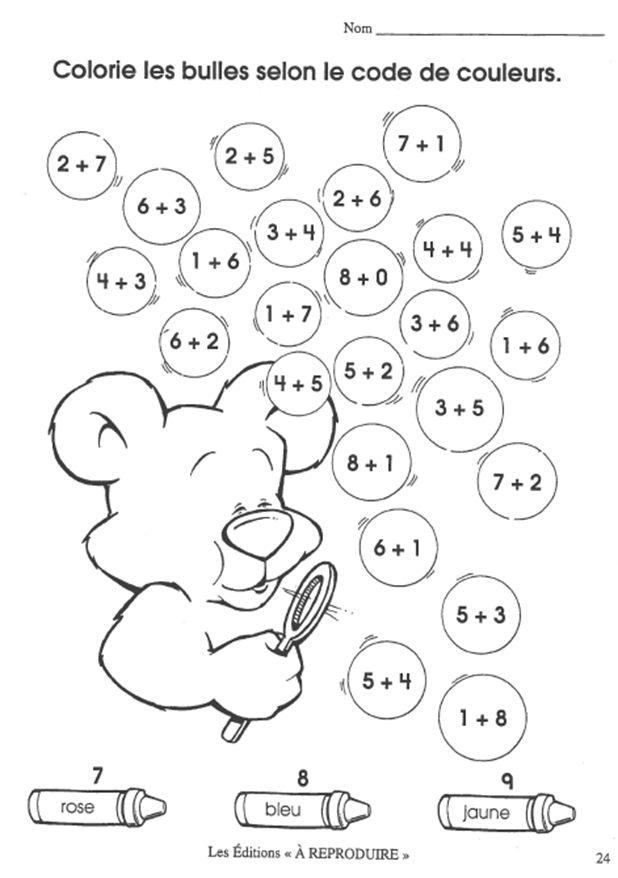 Nom
Colorie les bulles selon le code de couleurs.
7 + 1
2 + 7
2 + 5
6 + 3
2 + 6
3 + 4
5 + 4
4 + 4
1 + 6
4 + 3
8 + 0
1 + 7
3 + 6
6 + 2
1 + 6
5 + 2
4 + 5
3 + 5
8 + 1
7 + 2
6 + 1
5 + 3
5 + 4
1 + 8
7 8 9
rose bleu jaune
Les Éditions « À REPRODUIRE »
24